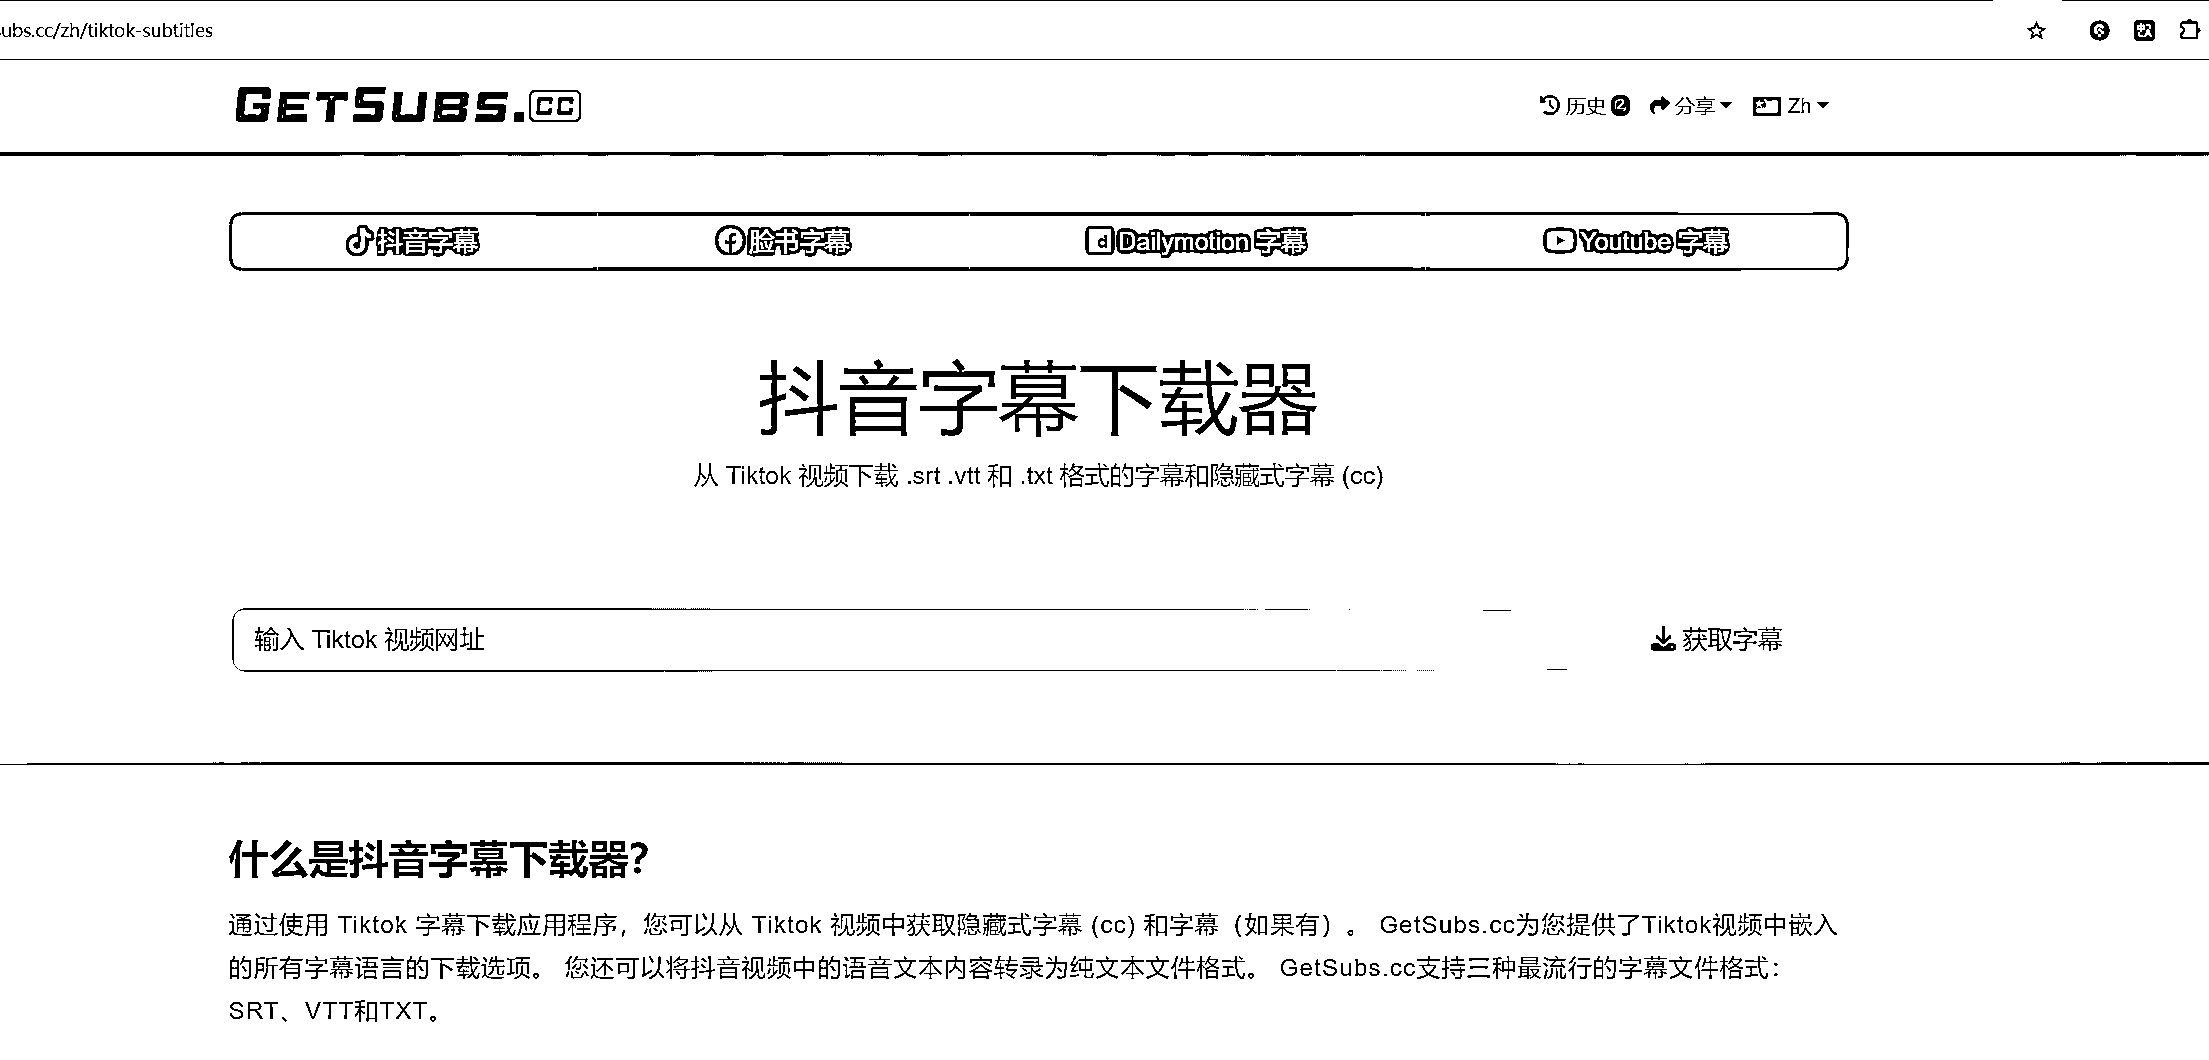 ubs.cc/zh/tiktok-subtitles
GETSUBS.CC
历史 2 分享 Zh
抖音字幕 脸书字幕 Dailymotion 字幕 Youtube 字幕
抖音字幕下载器
从 Tiktok 视频下载 .srt .vtt 和 .txt 格式的字幕和隐藏式字幕 (cc)
输入 Tiktok 视频网址 获取字幕
什么是抖音字幕下载器？
通过使用 Tiktok 字幕下载应用程序，您可以从 Tiktok 视频中获取隐藏式字幕 (cc) 和字幕（如果有）。 GetSubs.cc为您提供了Tiktok视频中嵌入
的所有字幕语言的下载选项。 您还可以将抖音视频中的语音文本内容转录为纯文本文件格式。 GetSubs.cc支持三种最流行的字幕文件格式：
SRT、VTT和TXT。